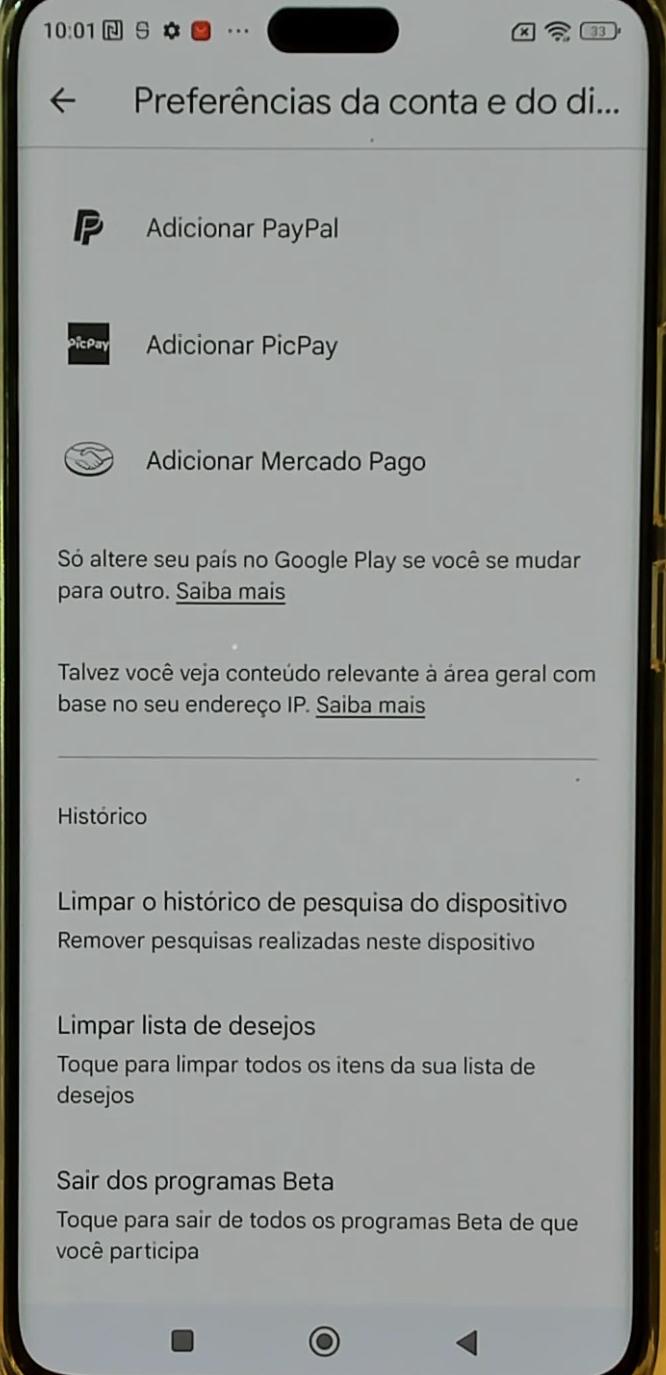 10:01
33
Preferências da conta e do di...
Adicionar PayPal
PicPay
Adicionar PicPay
Adicionar Mercado Pago
Só altere seu país no Google Play se você se mudar
para outro. Saiba mais
Talvez você veja conteúdo relevante à área geral com
base no seu endereço IP. Saiba mais
Histórico
Limpar o histórico de pesquisa do dispositivo
Remover pesquisas realizadas neste dispositivo
Limpar lista de desejos
Toque para limpar todos os itens da sua lista de
desejos
Sair dos programas Beta
Toque para sair de todos os programas Beta de que
você participa